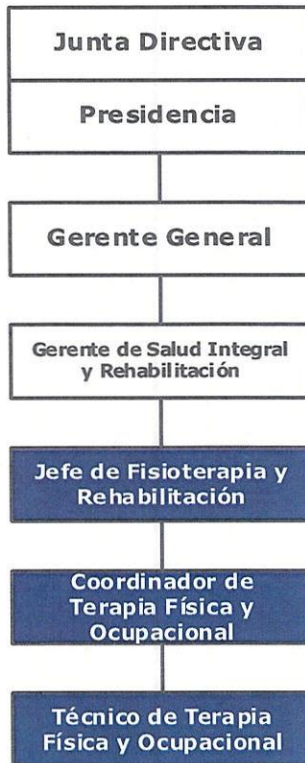 Junta Directiva
Presidencia
Gerente General
Gerente de Salud Integral
y Rehabilitación
Jefe de Fisioterapia y
Rehabilitación
Coordinador de
Terapia Física y
Ocupacional
Técnico de Terapia
Física y Ocupacional